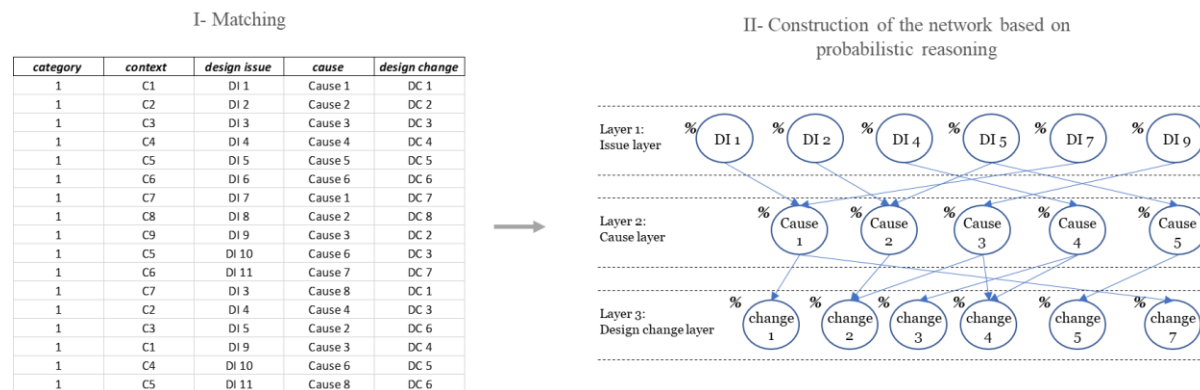 I- Matching
category context design issue cause design change
1 C1 DI 1 Cause 1 DC 1
1 C2 DI 2 Cause 2 DC 2
1 C3 DI 3 Cause 3 DC 3
1 C4 DI 4 Cause 4 DC 4
1 C5 DI 5 Cause 5 DC 5
1 C6 DI 6 Cause 6 DC 6
1 C7 DI 7 Cause 1 DC 7
1 C8 DI 8 Cause 2 DC 8
1 C9 DI 9 Cause 3 DC 2
1 C5 DI 10 Cause 6 DC 3
1 C6 DI 11 Cause 7 DC 7
1 C7 DI 3 Cause 8 DC 1
1 C2 DI 4 Cause 4 DC 3
1 C3 DI 5 Cause 2 DC 6
1 C1 DI 9 Cause 3 DC 4
1 C4 DI 10 Cause 6 DC 5
1 C5 DI 11 Cause 8 DC 6
II- Construction of the network based on
probabilistic reasoning
Layer 1:
Issue layer
% DI 1 % DI 2 % DI 4 % DI 5 % DI 7 % DI 9
Layer 2:
Cause layer
% % % % %
Cause Cause Cause Cause Cause
1 2 3 4 5
Layer 3:
Design change layer
% % % % % %
change change change change change change
1 2 3 4 5 7